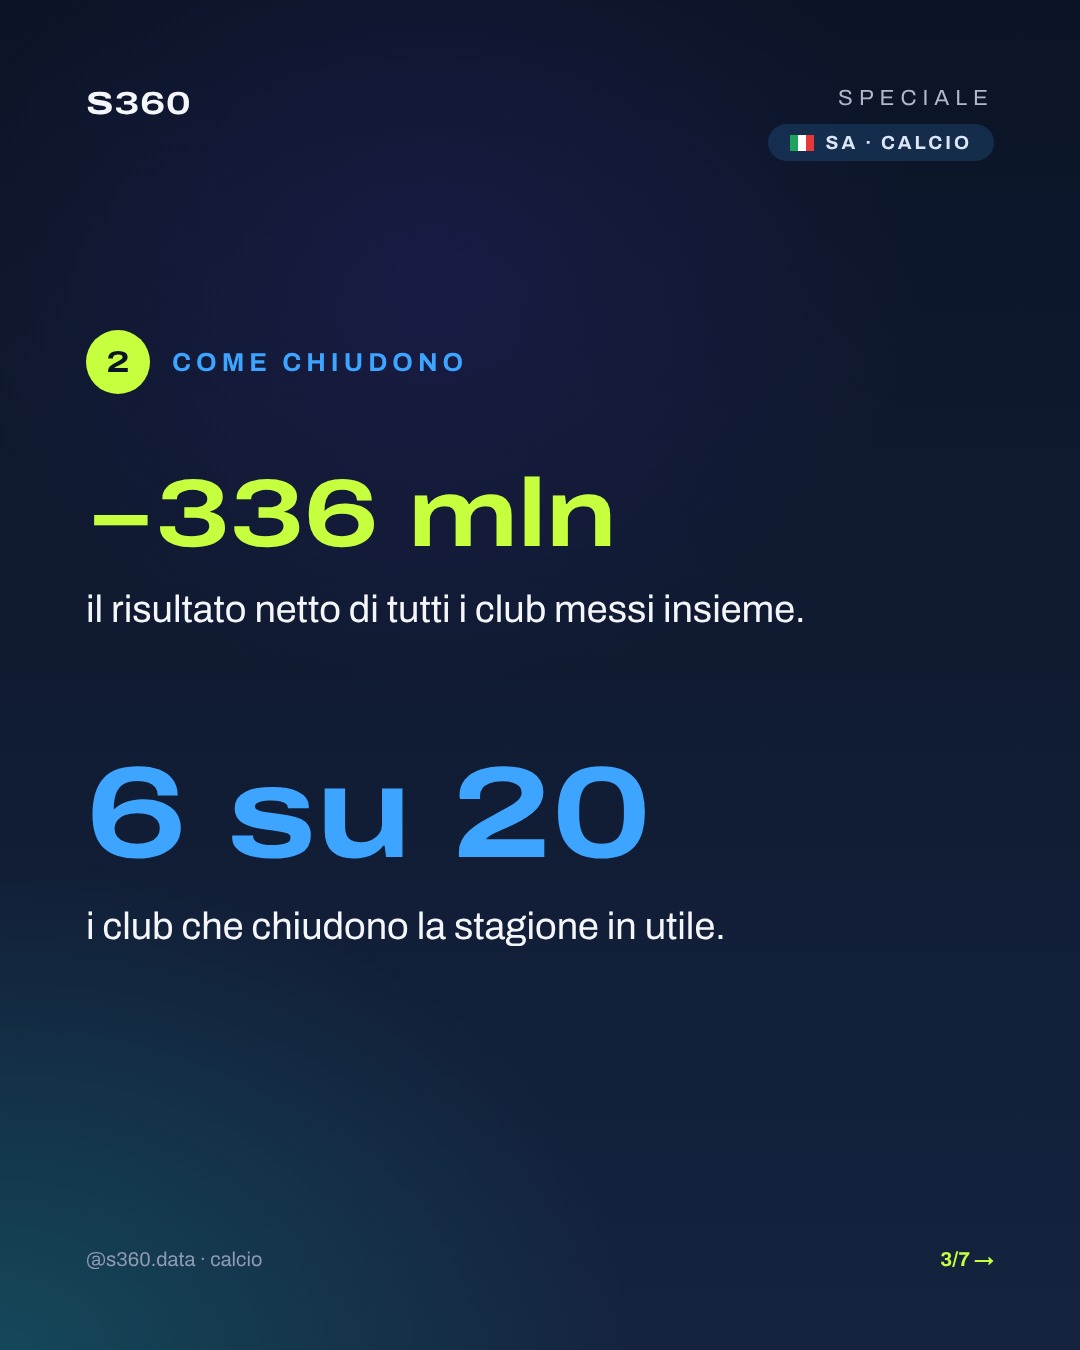 S360
SPECIALE
SA · CALCIO
2
COME CHIUDONO
–336 mln
il risultato netto di tutti i club messi insieme.
6 su 20
i club che chiudono la stagione in utile.
@s360.data · calcio
3/7 →